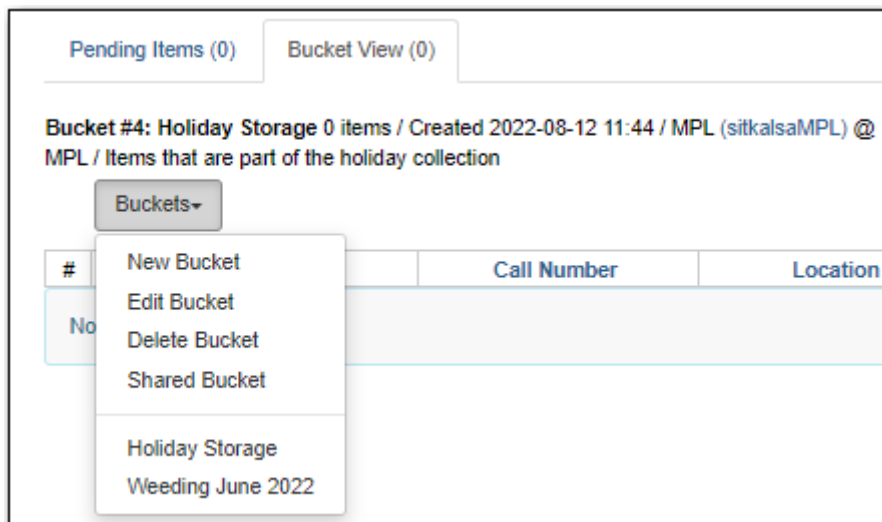 Pending Items (0)
Bucket View (0)
Bucket #4: Holiday Storage 0 items / Created 2022-08-12 11:44 / MPL (sitkalsaMPL) @
MPL / Items that are part of the holiday collection
Buckets
New Bucket
Edit Bucket
Delete Bucket
Shared Bucket
Holiday Storage
Weeding June 2022
# Call Number Location
No